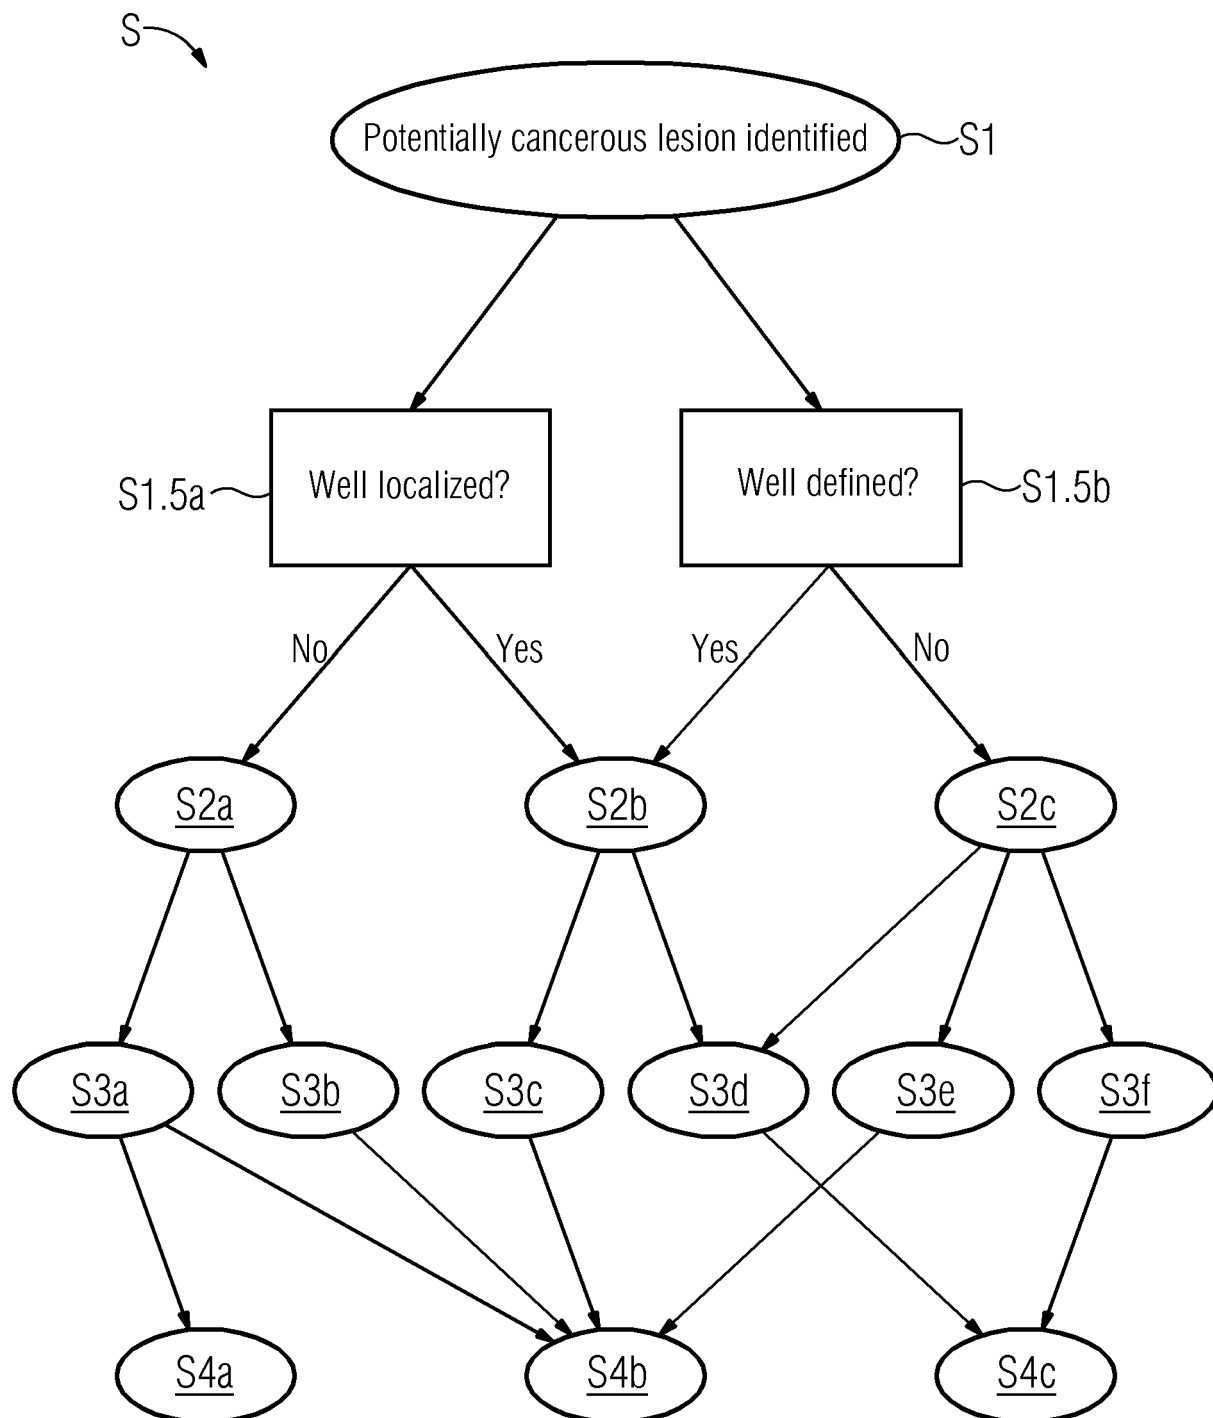 S
Potentially cancerous lesion identified
S1
S1.5a
Well localized?
Well defined?
S1.5b
No
Yes
Yes
No
S2a
S2b
S2c
S3a
S3b
S3c
S3d
S3e
S3f
S4a
S4b
S4c